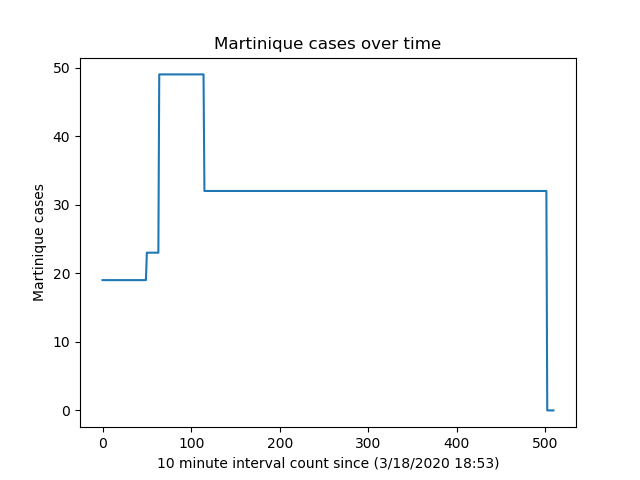 Martinique cases over time
50
40
30
20
10
0
Martinique cases
0 100 200 300 400 500
10 minute interval count since (3/18/2020 18:53)